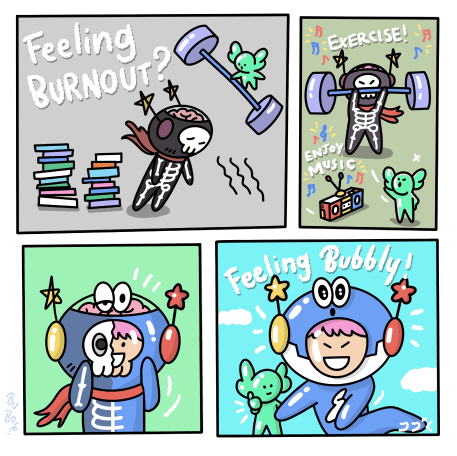 Feeling
BURNOUT?
EXERCISE!
ENJOY
MUSIC
Feeling Bubbly!